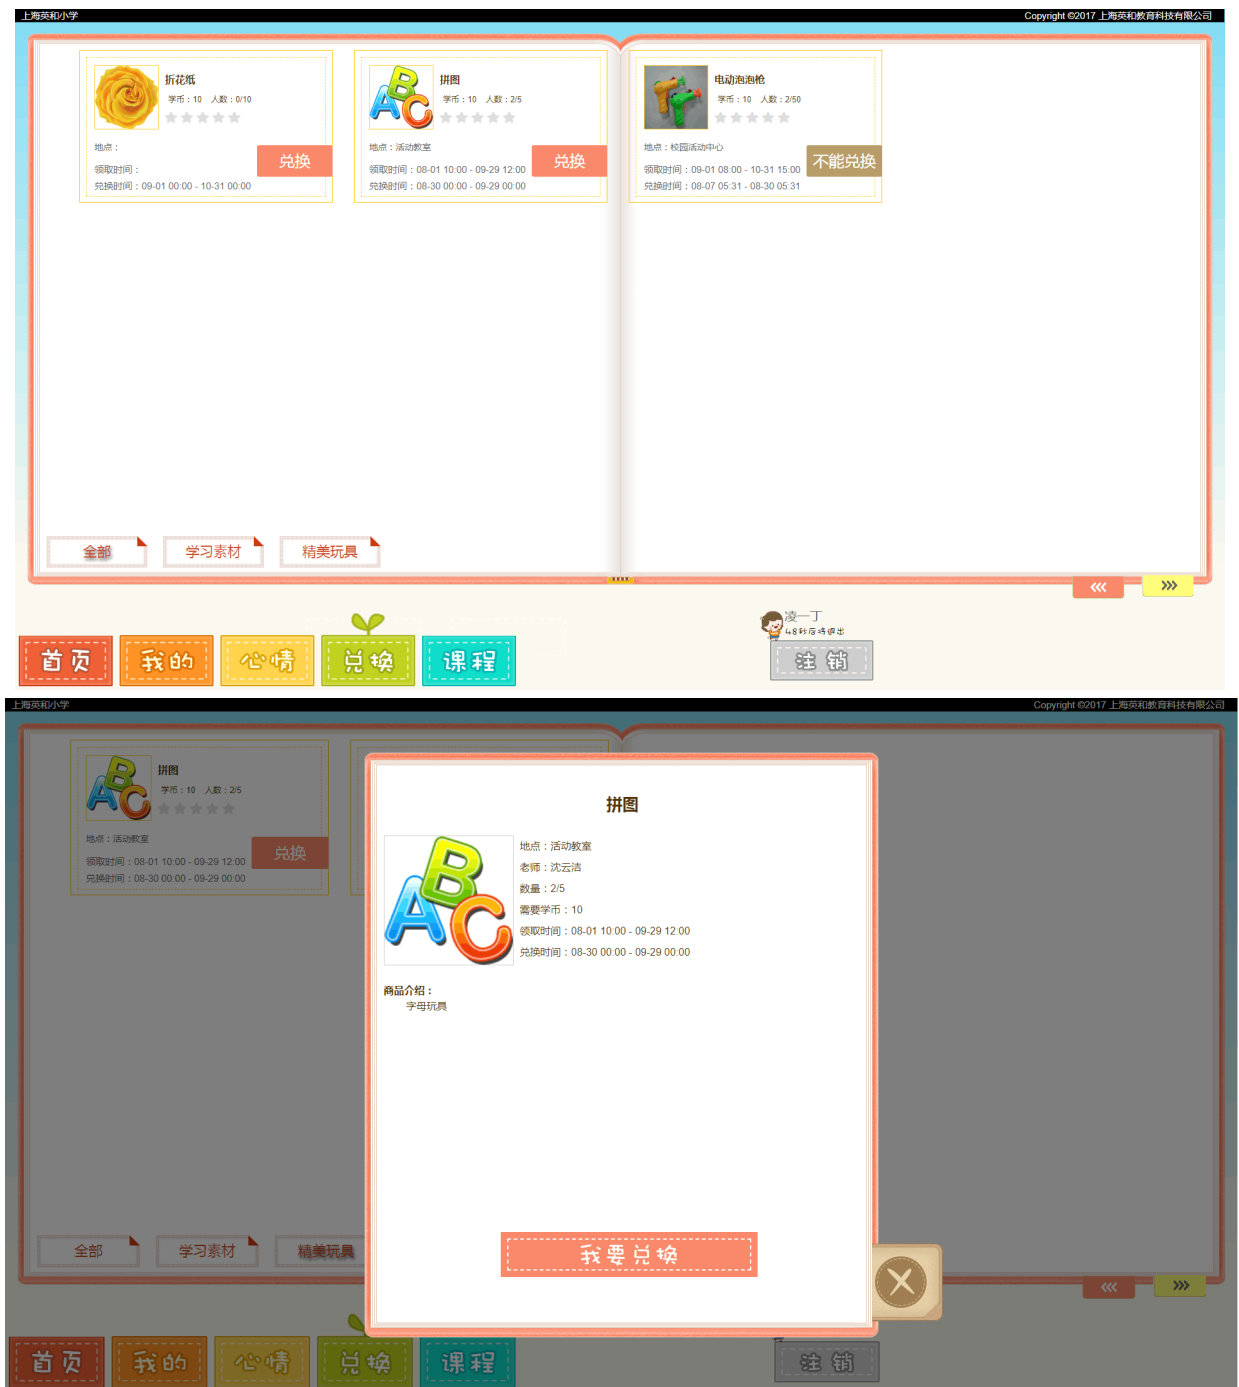 上海英和小学
Copyright ©2017 上海英和教育科技有限公司
折花纸
学币：10 人数：0/10
地点：
领取时间：
兑换时间：09-01 00:00 - 10-31 00:00
兑换
拼图
学币：10 人数：2/5
地点：活动教室
领取时间：08-01 10:00 - 09-29 12:00
兑换时间：08-30 00:00 - 09-29 00:00
兑换
电动泡泡枪
学币：10 人数：2/50
地点：校园活动中心
领取时间：09-01 08:00 - 10-31 15:00
兑换时间：08-07 05:31 - 08-30 05:31
不能兑换
全部
学习素材
精美玩具
凌一丁
48秒后将退出
首页
我的
心情
兑换
课程
注销
上海英和小学
Copyright ©2017 上海英和教育科技有限公司
拼图
学币：10 人数：2/5
地点：活动教室
领取时间：08-01 10:00 - 09-29 12:00
兑换时间：08-30 00:00 - 09-29 00:00
兑换
拼图
地点：活动教室
老师：沈云洁
数量：2/5
需要学币：10
领取时间：08-01 10:00 - 09-29 12:00
兑换时间：08-30 00:00 - 09-29 00:00
商品介绍：
字母玩具
我要兑换
全部
学习素材
精美玩具
首页
我的
心情
兑换
课程
注销